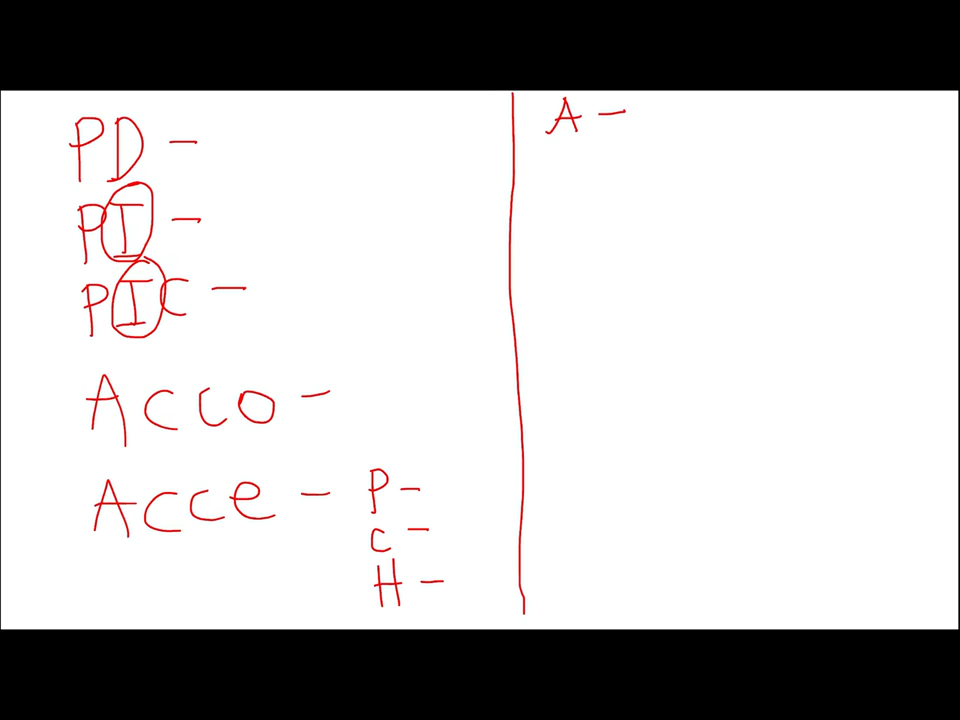 PD -
PI -
PIC -
Acco -
Acce - P -
C -
H -
A -